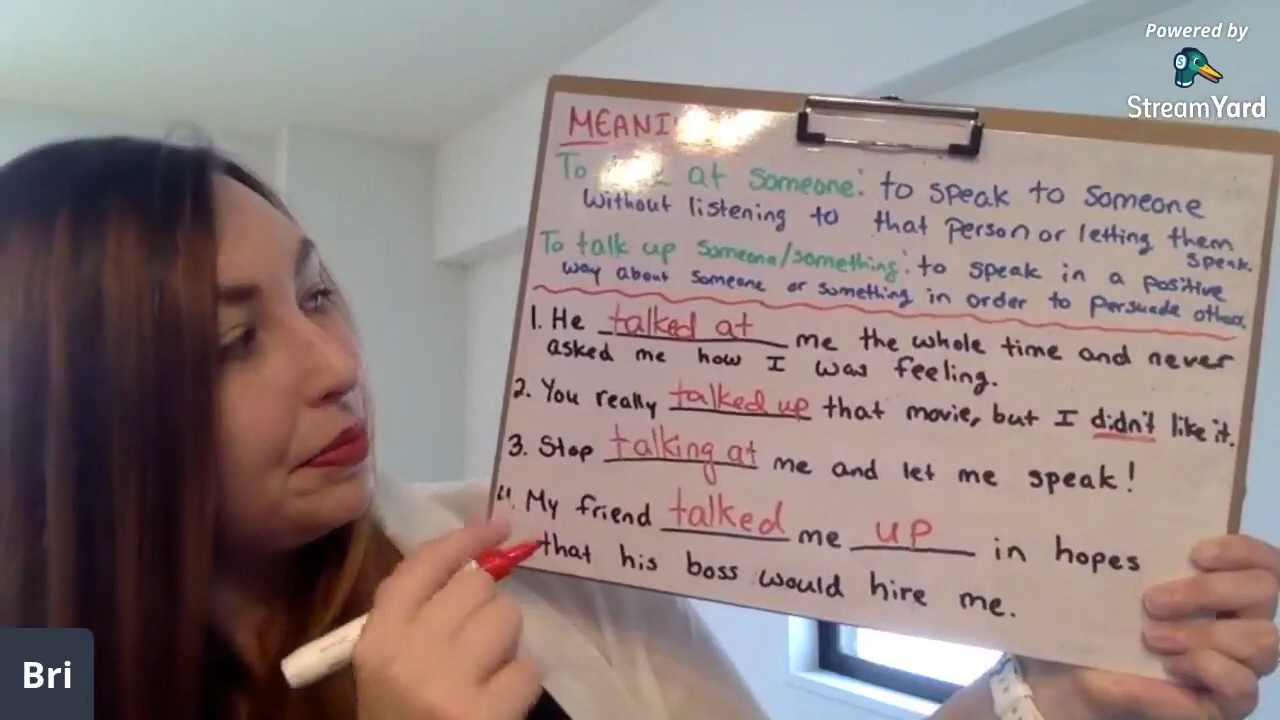 Powered by
StreamYard
MEANI
To at someone: to speak to someone
without listening to that person or letting them
speak.
To talk up someone/something: to speak in a positive
way about someone or something in order to persuade others.
1. He talked at me the whole time and never
asked me how I was feeling.
2. You really talked up that movie, but I didn't like it.
3. Stop talking at me and let me speak!
4. My friend talked me up in hopes
that his boss would hire me.
Bri